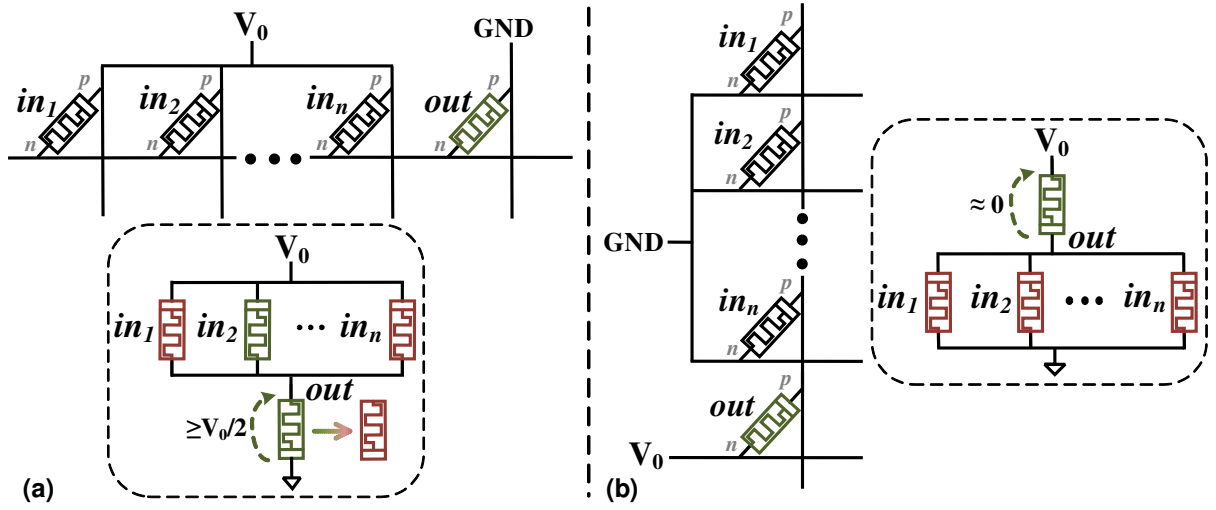 V0 GND
p p p p
in1 in2 inn out
n n n n
V0
in1 in2 ... inn
out
≥V0/2
(a)
p
in1
n
p
in2
n
GND
p
inn
n
p
out
n
V0
(b)
V0
≈ 0
out
in1 in2 inn